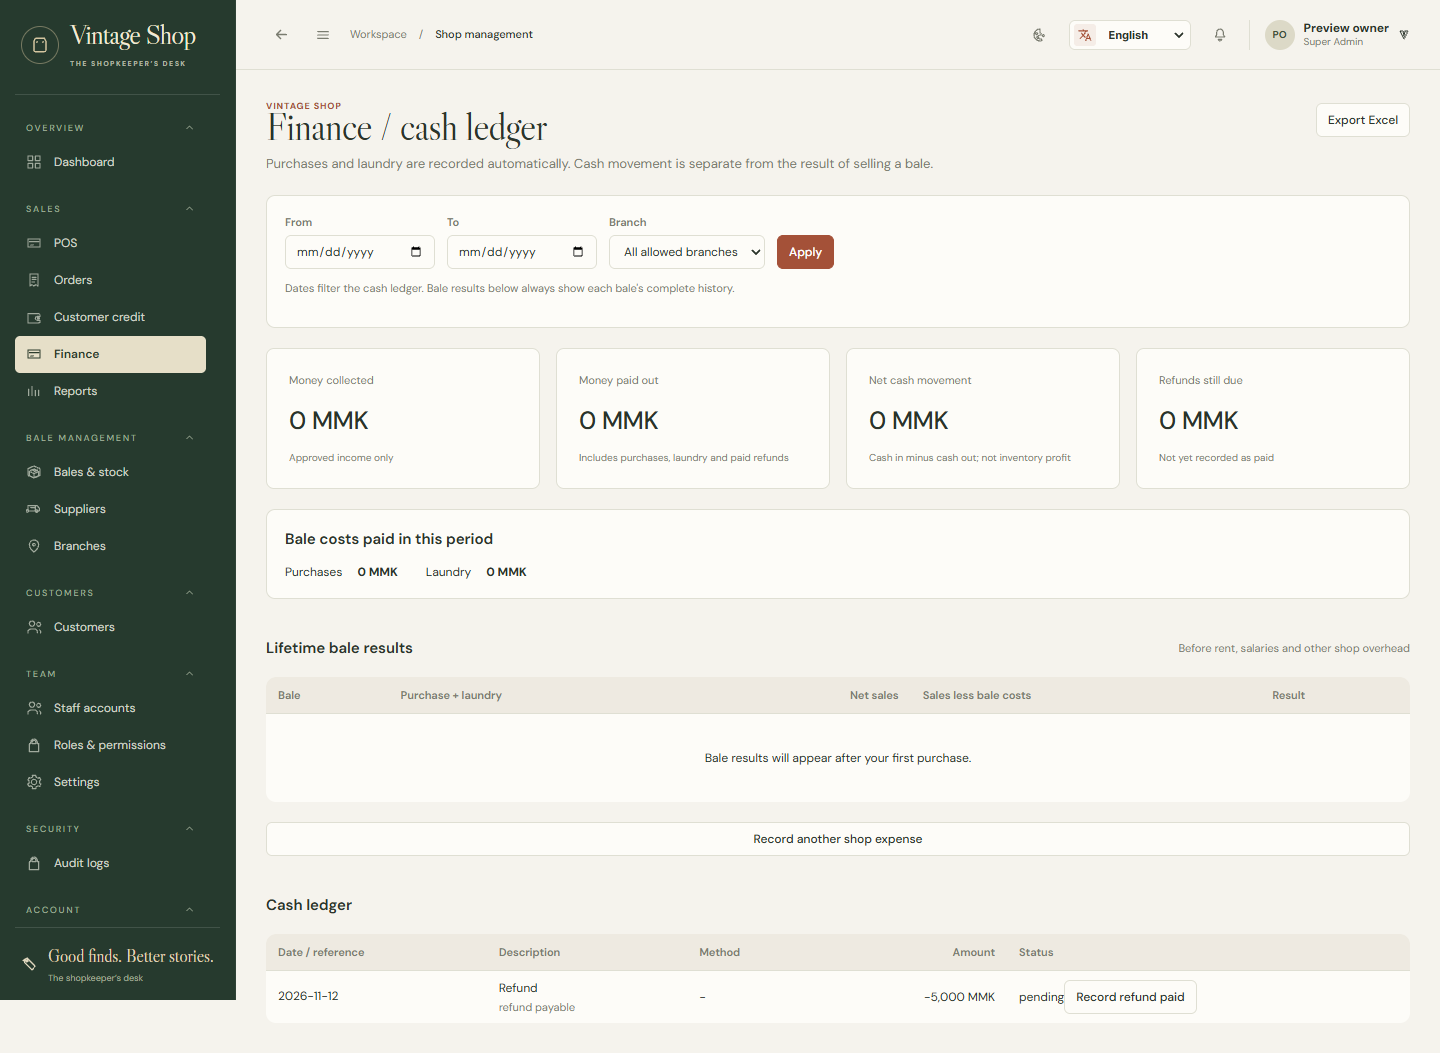 Vintage Shop
THE SHOPKEEPER'S DESK
OVERVIEW
Dashboard
SALES
POS
Orders
Customer credit
Finance
Reports
BALE MANAGEMENT
Bales & stock
Suppliers
Branches
CUSTOMERS
Customers
TEAM
Staff accounts
Roles & permissions
Settings
SECURITY
Audit logs
ACCOUNT
Good finds. Better stories.
The shopkeeper's desk
Workspace / Shop management
English
PO
Preview owner
Super Admin
VINTAGE SHOP
Finance / cash ledger
Export Excel
Purchases and laundry are recorded automatically. Cash movement is separate from the result of selling a bale.
From To Branch
mm/dd/yyyy mm/dd/yyyy All allowed branches Apply
Dates filter the cash ledger. Bale results below always show each bale's complete history.
Money collected
0 MMK
Approved income only
Money paid out
0 MMK
Includes purchases, laundry and paid refunds
Net cash movement
0 MMK
Cash in minus cash out; not inventory profit
Refunds still due
0 MMK
Not yet recorded as paid
Bale costs paid in this period
Purchases 0 MMK Laundry 0 MMK
Lifetime bale results
Before rent, salaries and other shop overhead
Bale Purchase + laundry Net sales Sales less bale costs Result
Bale results will appear after your first purchase.
Record another shop expense
Cash ledger
Date / reference Description Method Amount Status
2026-11-12 Refund - -5,000 MMK pending Record refund paid
refund payable